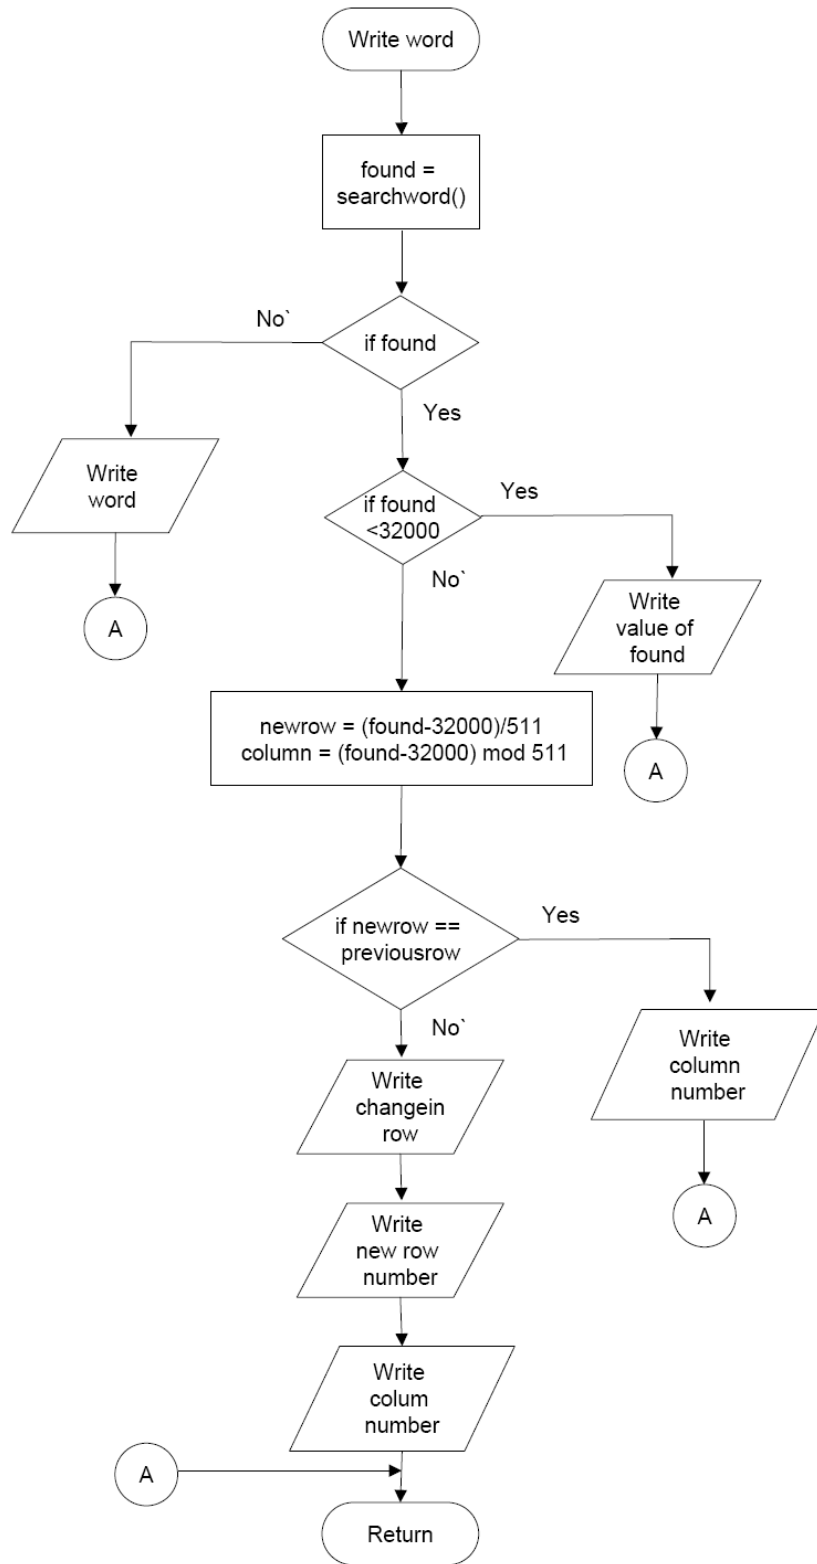 Write word
found =
searchword()
No`
if found
Yes
Write
word
if found
<32000
Yes
No`
A
Write
value of
found
newrow = (found-32000)/511
column = (found-32000) mod 511
A
if newrow ==
previousrow
Yes
No`
Write
column
number
Write
changein
row
A
Write
new row
number
Write
colum
number
A
Return